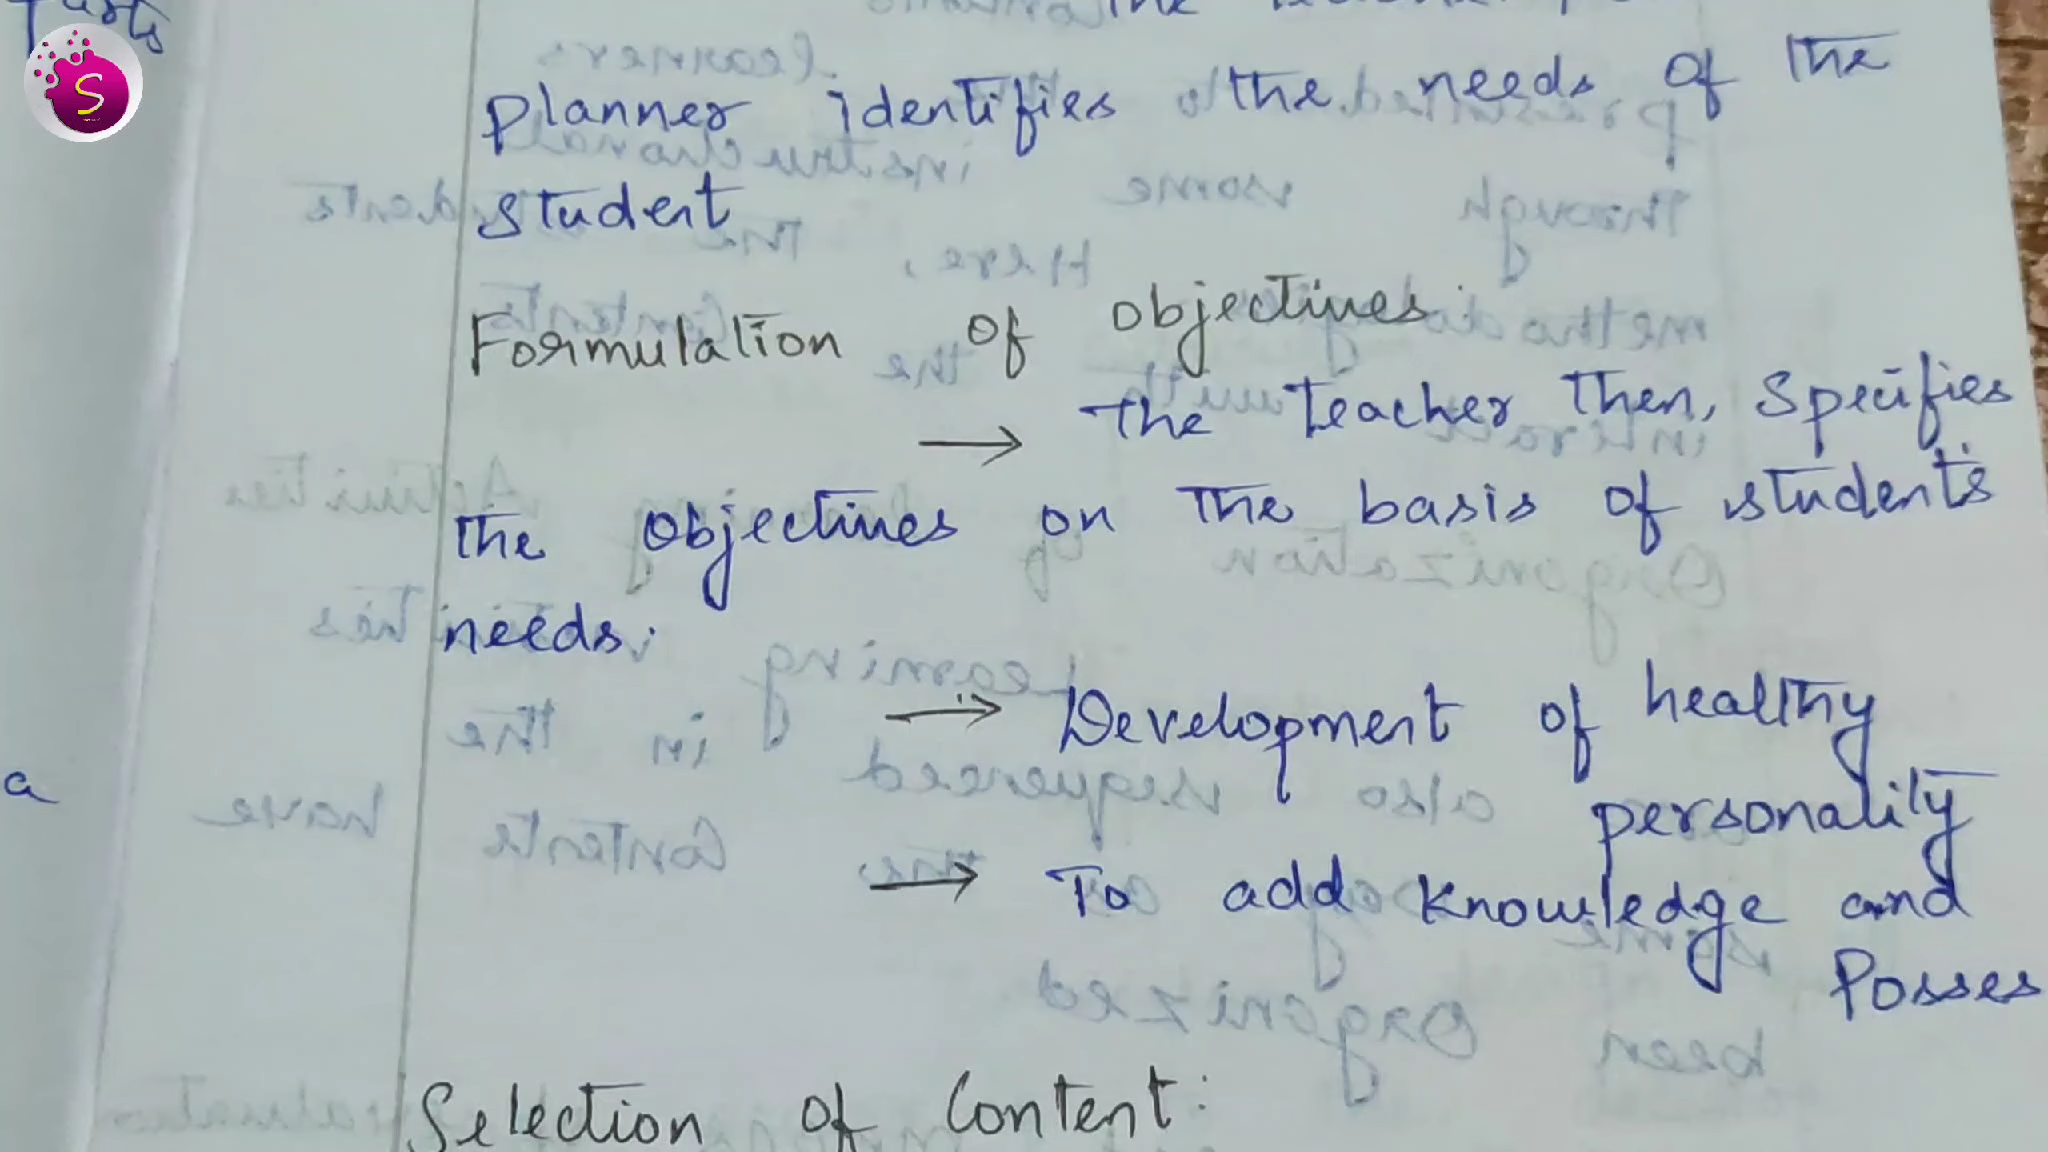 the
planner identifies the needs of the
student
Formulation of objectives
→ The teacher then, specifies
the objectives on the basis of students
needs.
→ Development of healthy
personality
→ To add knowledge and
Posses
Selection of Content:
a
S